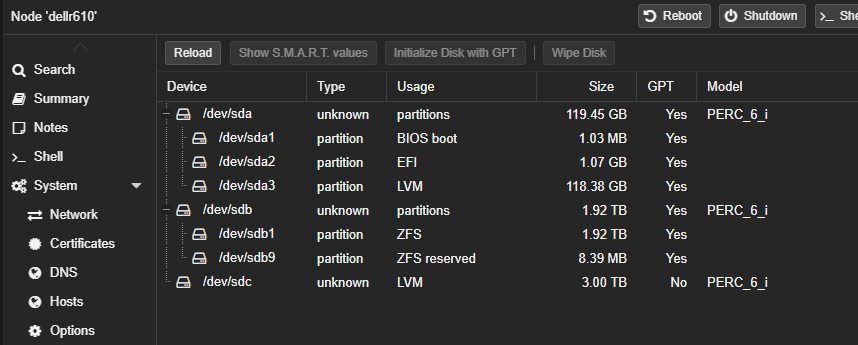 Node 'dellr610'
Reboot Shutdown >_ She
Reload Show S.M.A.R.T. values Initialize Disk with GPT Wipe Disk
Search
Summary
Notes
>_ Shell
System
Network
Certificates
DNS
Hosts
Options
Device Type Usage Size GPT Model
/dev/sda unknown partitions 119.45 GB Yes PERC_6_i
/dev/sda1 partition BIOS boot 1.03 MB Yes
/dev/sda2 partition EFI 1.07 GB Yes
/dev/sda3 partition LVM 118.38 GB Yes
/dev/sdb unknown partitions 1.92 TB Yes PERC_6_i
/dev/sdb1 partition ZFS 1.92 TB Yes
/dev/sdb9 partition ZFS reserved 8.39 MB Yes
/dev/sdc unknown LVM 3.00 TB No PERC_6_i